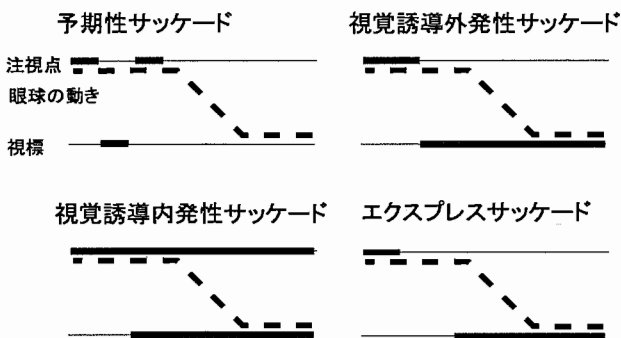 予期性サッケード
視覚誘導外発性サッケード
注視点
眼球の動き
視標
視覚誘導内発性サッケード
エクスプレスサッケード